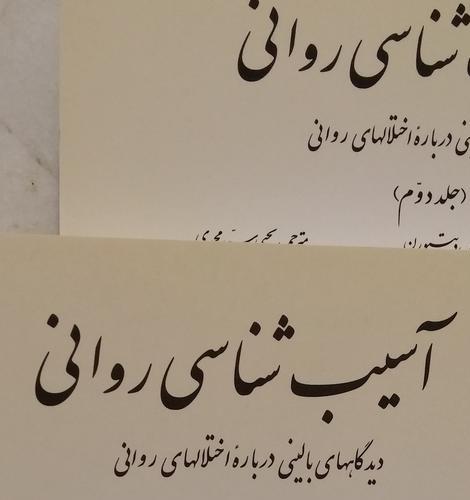 شناسی روانی
درباره اختلالهای روانی
(جلد دوم)
آسیب شناسی روانی
دیدگاههای بالینی درباره اختلالهای روانی